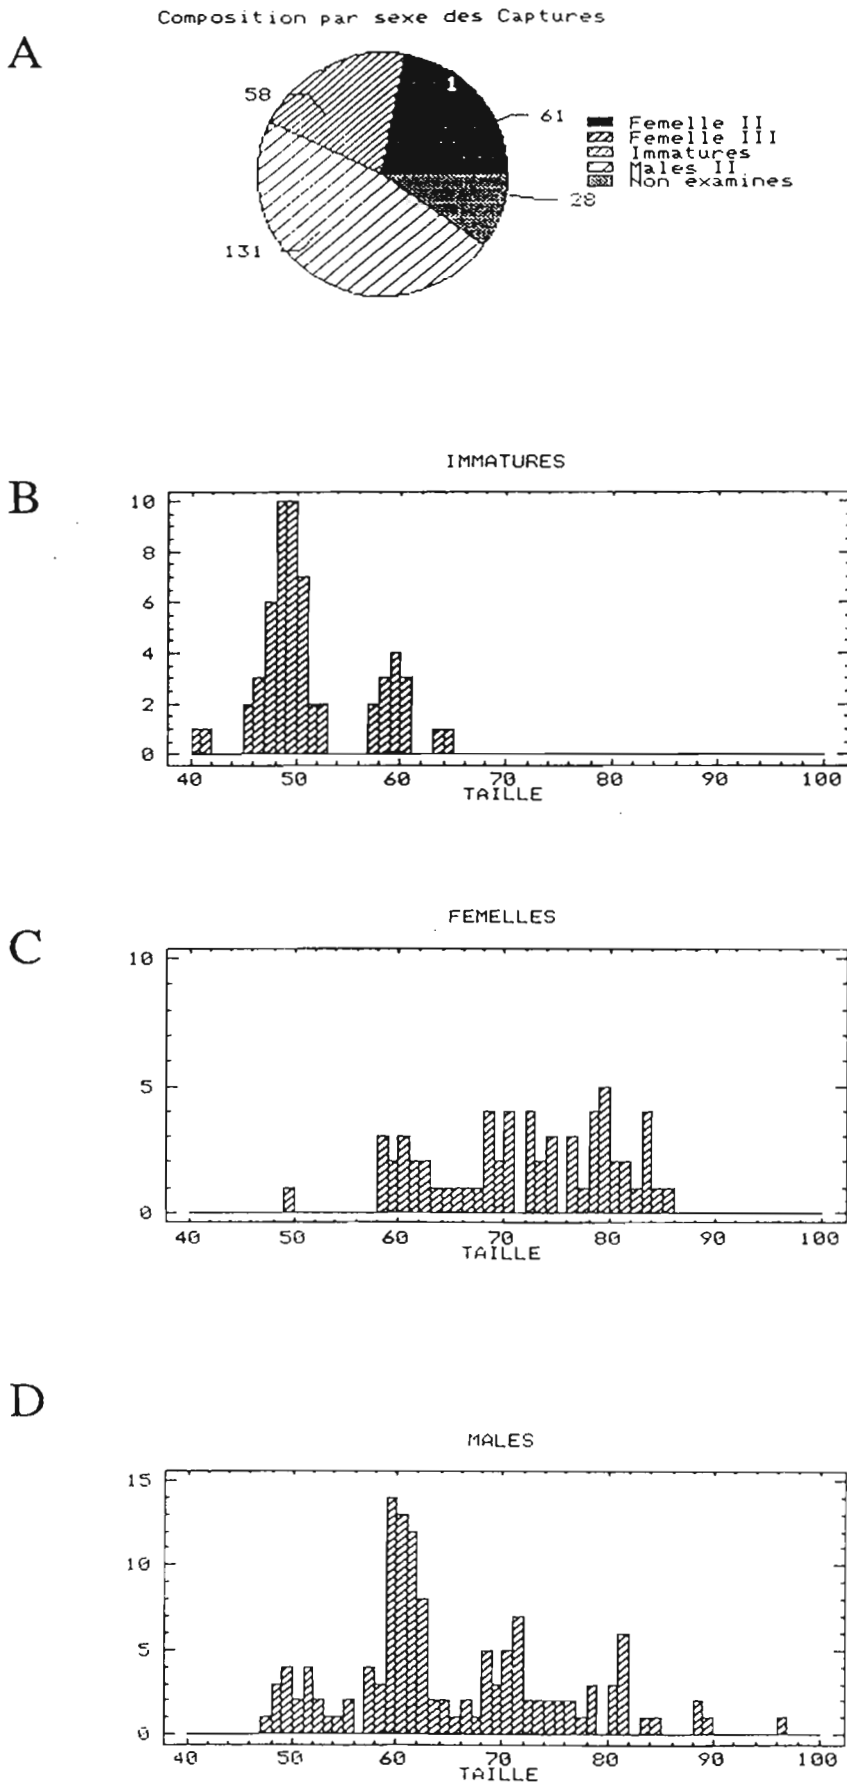 Composition par sexe des Captures
A
1
58
61
Femelle II
Femelle III
Immatures
Males II
Non examines
28
131
IMMATURES
B
10
8
6
4
2
0
40 50 60 70 80 90 100
TAILLE
FEMELLES
C
10
5
0
40 50 60 70 80 90 100
TAILLE
D
MALES
15
10
5
0
40 50 60 70 80 90 100
TAILLE